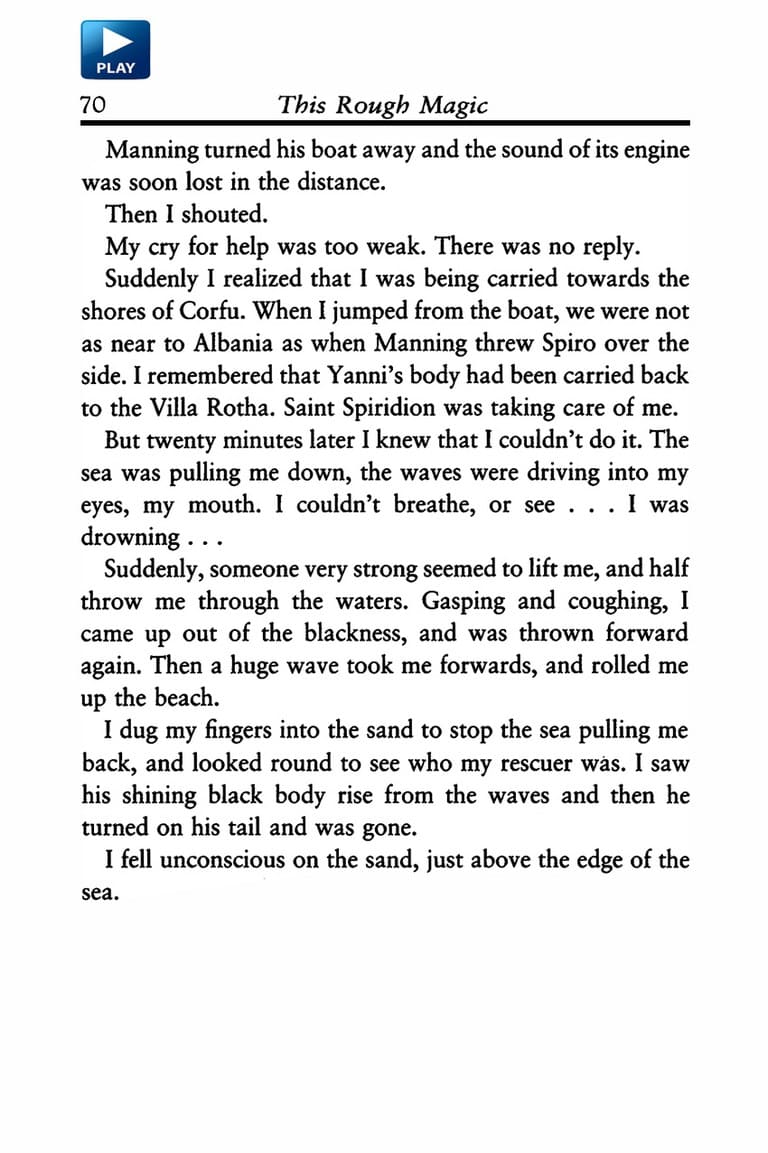 PLAY
70 This Rough Magic
Manning turned his boat away and the sound of its engine
was soon lost in the distance.
Then I shouted.
My cry for help was too weak. There was no reply.
Suddenly I realized that I was being carried towards the
shores of Corfu. When I jumped from the boat, we were not
as near to Albania as when Manning threw Spiro over the
side. I remembered that Yanni's body had been carried back
to the Villa Rotha. Saint Spiridion was taking care of me.
But twenty minutes later I knew that I couldn't do it. The
sea was pulling me down, the waves were driving into my
eyes, my mouth. I couldn't breathe, or see . . . I was
drowning . . .
Suddenly, someone very strong seemed to lift me, and half
throw me through the waters. Gasping and coughing, I
came up out of the blackness, and was thrown forward
again. Then a huge wave took me forwards, and rolled me
up the beach.
I dug my fingers into the sand to stop the sea pulling me
back, and looked round to see who my rescuer was. I saw
his shining black body rise from the waves and then he
turned on his tail and was gone.
I fell unconscious on the sand, just above the edge of the
sea.